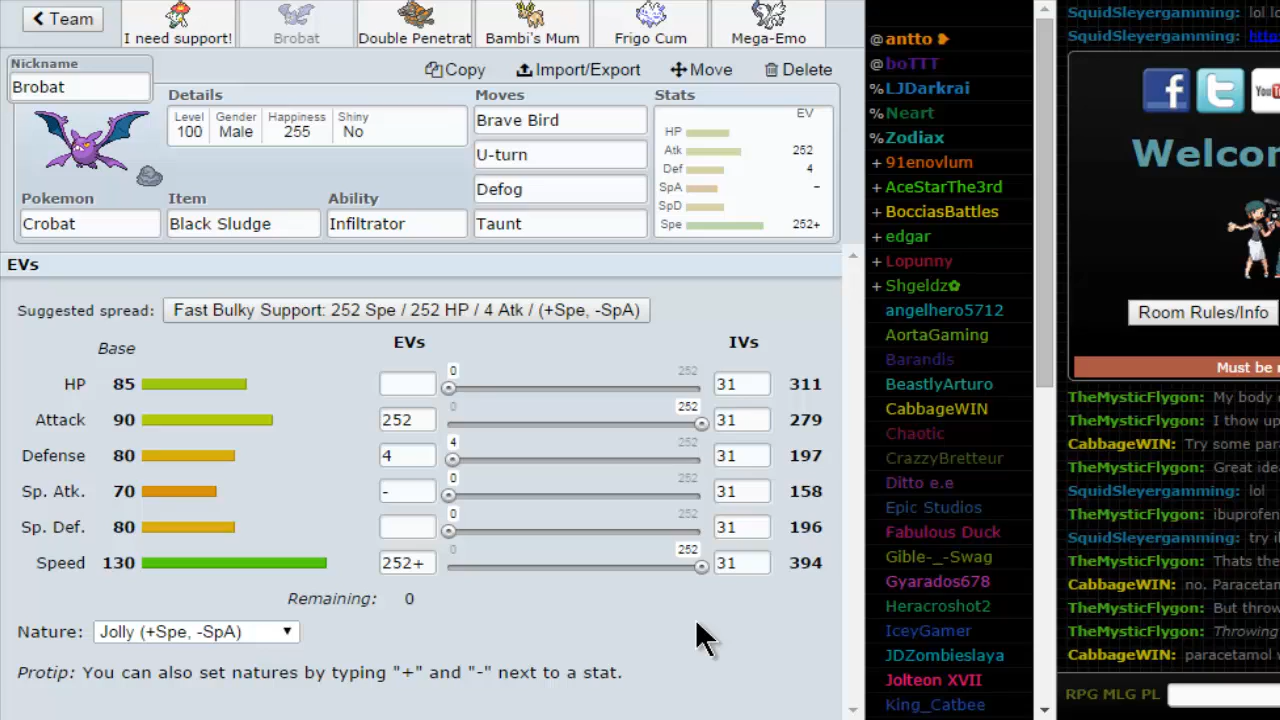 Team
I need support!
Brobat
Double Penetrat
Bambi's Mum
Frigo Cum
Mega-Emo
Nickname
Brobat
Copy
Import/Export
Move
Delete
Details
Level
100
Gender
Male
Happiness
255
Shiny
No
Pokemon
Crobat
Item
Black Sludge
Ability
Infiltrator
Moves
Brave Bird
U-turn
Defog
Taunt
Stats
EV
HP
Atk 252
Def 4
SpA -
SpD
Spe 252+
EVs
Suggested spread: Fast Bulky Support: 252 Spe / 252 HP / 4 Atk / (+Spe, -SpA)
Base EVs IVs
HP 85 0 252 31 311
Attack 90 252 0 252 31 279
Defense 80 4 4 252 31 197
Sp. Atk. 70 - 0 252 31 158
Sp. Def. 80 0 252 31 196
Speed 130 252+ 0 252 31 394
Remaining: 0
Nature: Jolly (+Spe, -SpA)
Protip: You can also set natures by typing "+" and "-" next to a stat.
@antto
@boTTT
%LJDarkrai
%Neart
%Zodiax
+91enovlum
+AceStarThe3rd
+BocciasBattles
+edgar
+Lopunny
+Shgeldz✿
angelhero5712
AortaGaming
Barandis
BeastlyArturo
CabbageWIN
Chaotic
CrazzyBretteur
Ditto e.e
Epic Studios
Fabulous Duck
Gible-_-Swag
Gyarados678
Heracroshot2
IceyGamer
JDZombieslaya
Jolteon XVII
King_Catbee
SquidSleyergamming: lol lo
SquidSleyergamming: http:
f
t
You
Welcom
Room Rules/Info
Must be
TheMysticFlygon: My body
TheMysticFlygon: I thow up
CabbageWIN: Try some para
TheMysticFlygon: Great idea
SquidSleyergamming: lol
TheMysticFlygon: ibuprofen
SquidSleyergamming: try i
TheMysticFlygon: Thats the
CabbageWIN: no. Paracetam
TheMysticFlygon: But throw
TheMysticFlygon: Throwing
CabbageWIN: paracetamol
RPG MLG PL